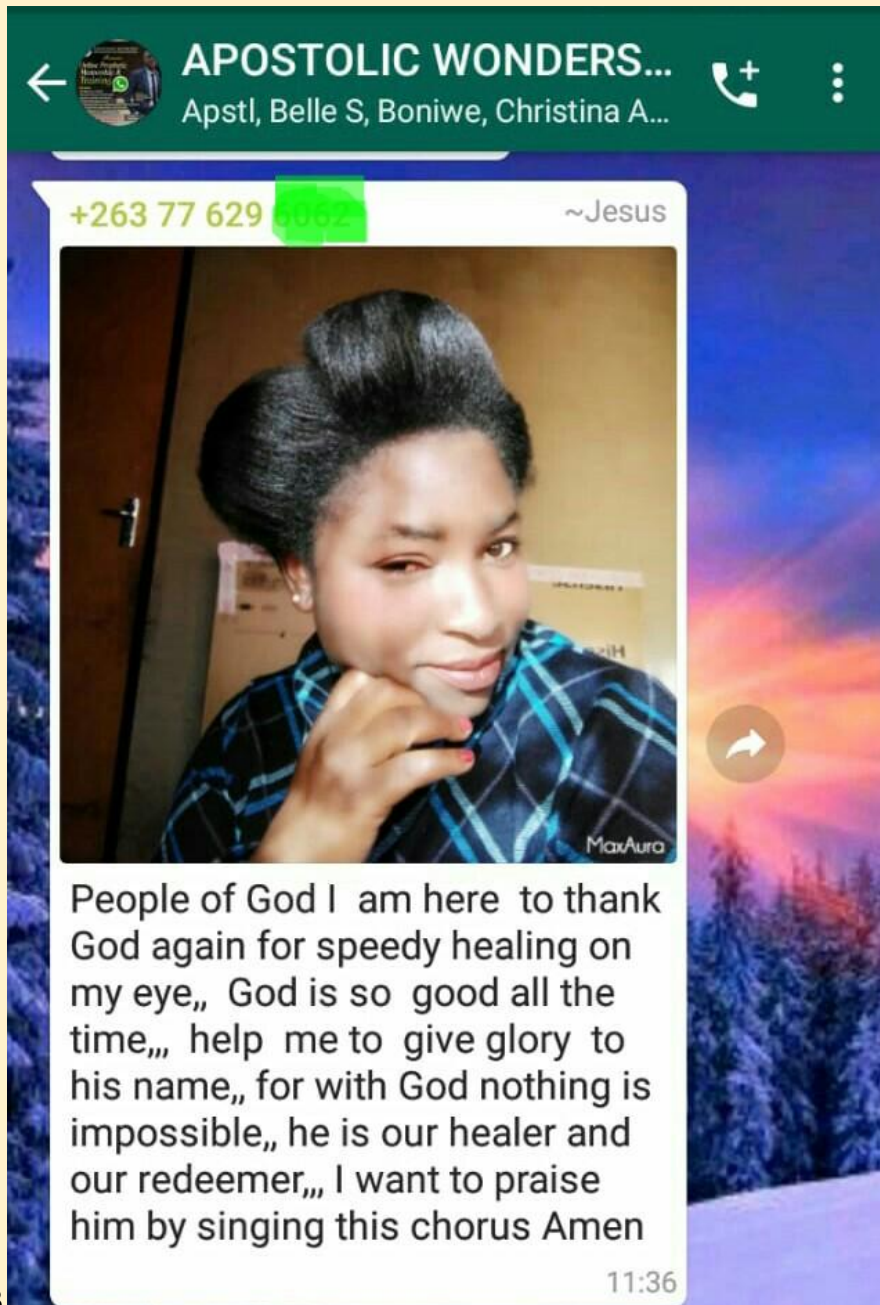 APOSTOLIC WONDERS...
Apstl, Belle S, Boniwe, Christina A...
+263 77 629
~Jesus
MaxAura
People of God I am here to thank
God again for speedy healing on
my eye,, God is so good all the
time,,, help me to give glory to
his name,, for with God nothing is
impossible,, he is our healer and
our redeemer,,, I want to praise
him by singing this chorus Amen
11:36